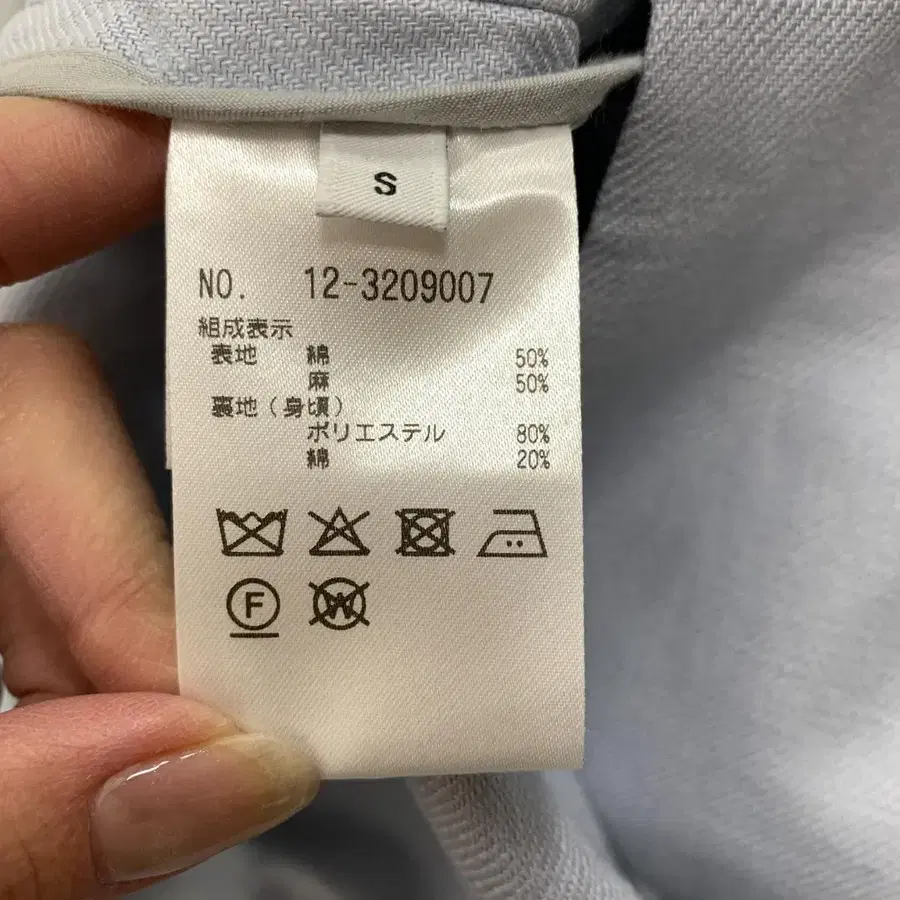 S
NO. 12-3209007
組成表示
表地 綿 50%
麻 50%
裏地(身頃)
ポリエステル 80%
綿 20%
F W